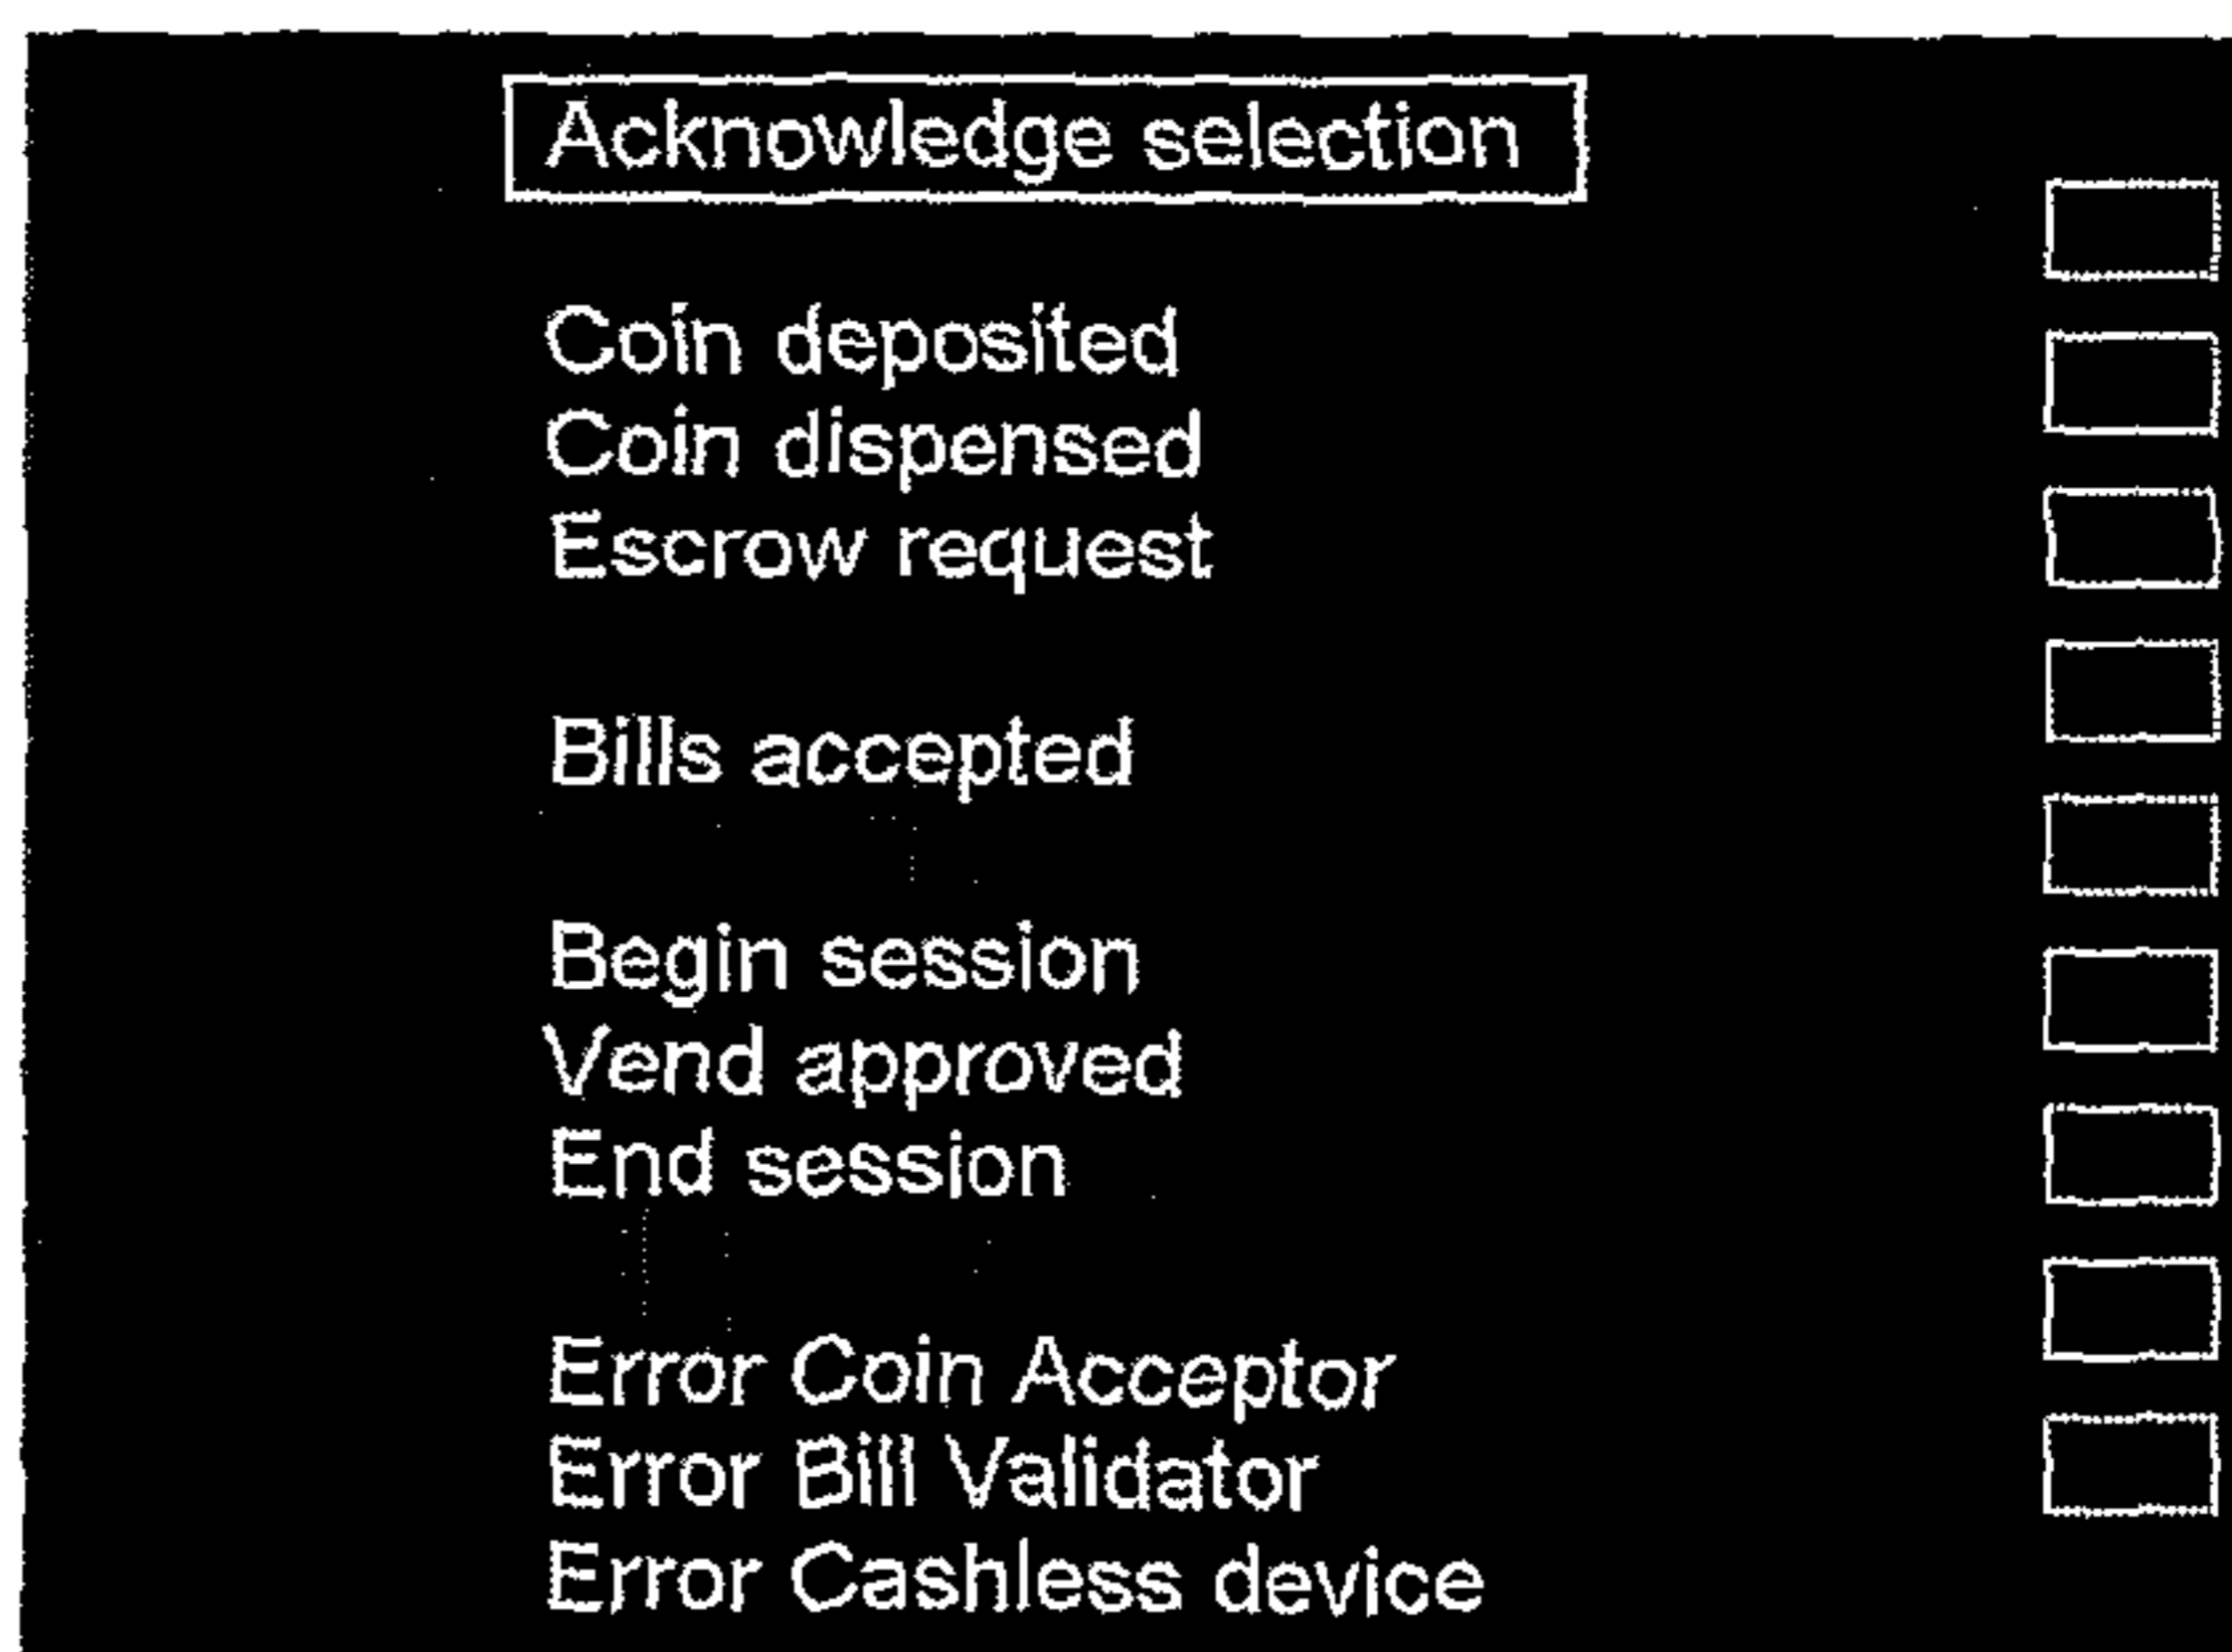 Acknowledge selection
Coin deposited
Coin dispensed
Escrow request
Bills accepted
Begin session
Vend approved
End session
Error Coin Acceptor
Error Bill Validator
Error Cashless device